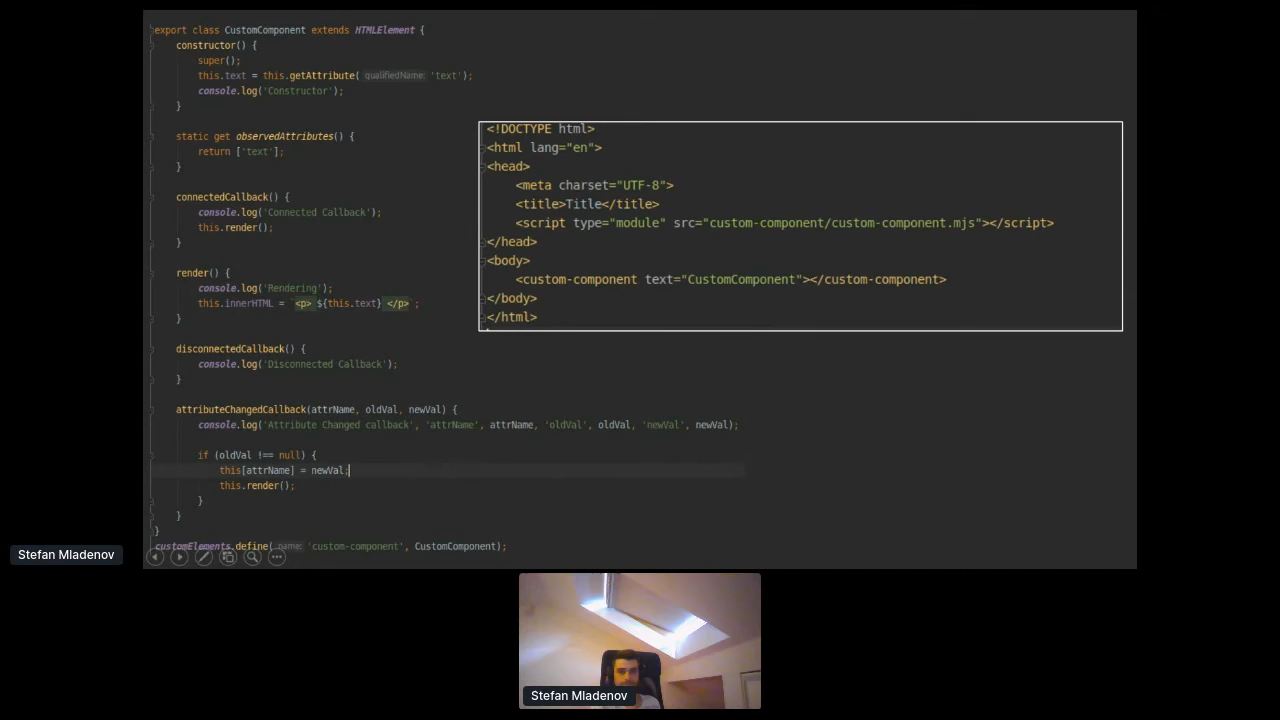 export class CustomComponent extends HTMLElement {
constructor() {
super();
this.text = this.getAttribute( qualifiedName: 'text');
console.log('Constructor');
}
static get observedAttributes() {
return ['text'];
}
connectedCallback() {
console.log('Connected Callback');
this.render();
}
render() {
console.log('Rendering');
this.innerHTML = `<p> ${this.text} </p>`;
}
disconnectedCallback() {
console.log('Disconnected Callback');
}
attributeChangedCallback(attrName, oldVal, newVal) {
console.log('Attribute Changed callback', 'attrName', attrName, 'oldVal', oldVal, 'newVal', newVal);
if (oldVal !== null) {
this[attrName] = newVal;
this.render();
}
}
}
customElements.define( name: 'custom-component', CustomComponent);
<!DOCTYPE html>
<html lang="en">
<head>
<meta charset="UTF-8">
<title>Title</title>
<script type="module" src="custom-component/custom-component.mjs"></script>
</head>
<body>
<custom-component text="CustomComponent"></custom-component>
</body>
</html>
Stefan Mladenov
Stefan Mladenov